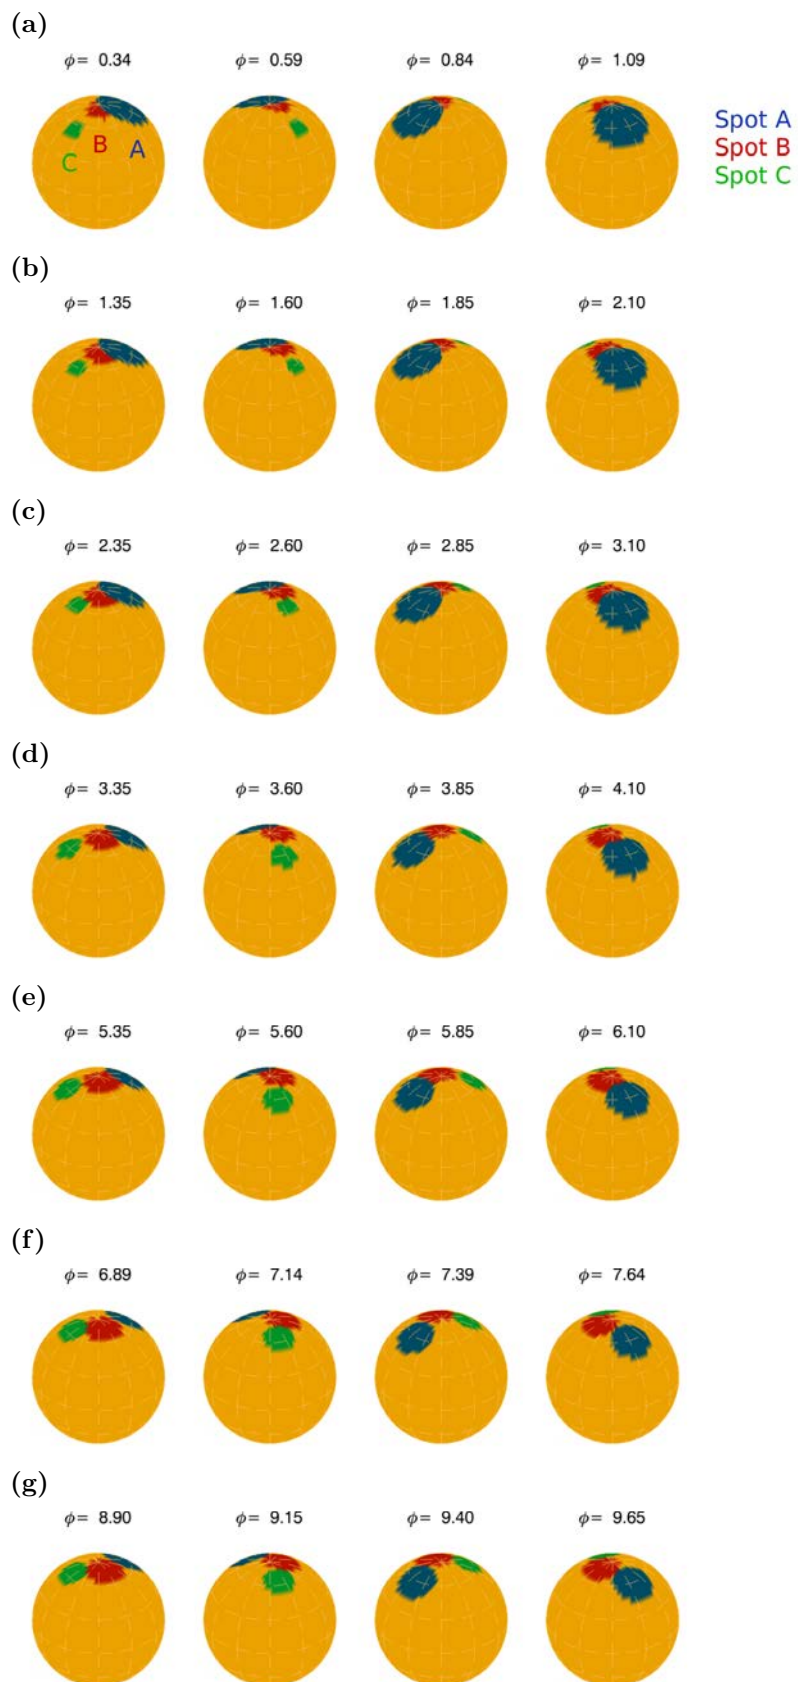 (a)
ϕ= 0.34 ϕ= 0.59 ϕ= 0.84 ϕ= 1.09
Spot A
Spot B
Spot C
C B A
(b)
ϕ= 1.35 ϕ= 1.60 ϕ= 1.85 ϕ= 2.10
(c)
ϕ= 2.35 ϕ= 2.60 ϕ= 2.85 ϕ= 3.10
(d)
ϕ= 3.35 ϕ= 3.60 ϕ= 3.85 ϕ= 4.10
(e)
ϕ= 5.35 ϕ= 5.60 ϕ= 5.85 ϕ= 6.10
(f)
ϕ= 6.89 ϕ= 7.14 ϕ= 7.39 ϕ= 7.64
(g)
ϕ= 8.90 ϕ= 9.15 ϕ= 9.40 ϕ= 9.65